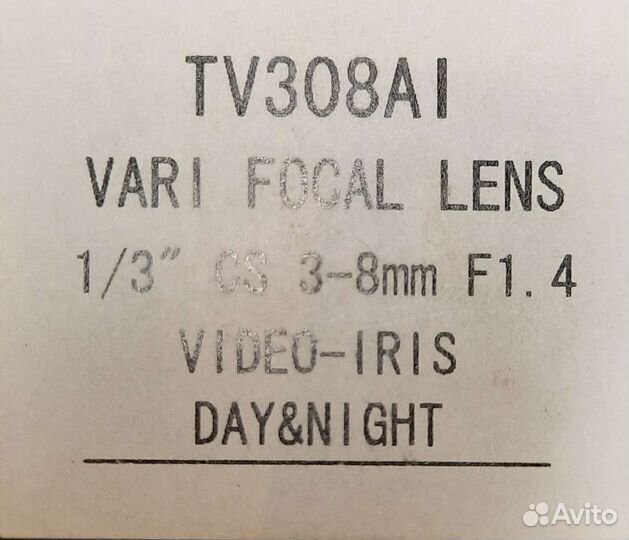 TV308AI
VARI FOCAL LENS
1/3" CS 3-8mm F1.4
VIDEO-IRIS
DAY&NIGHT
Avito